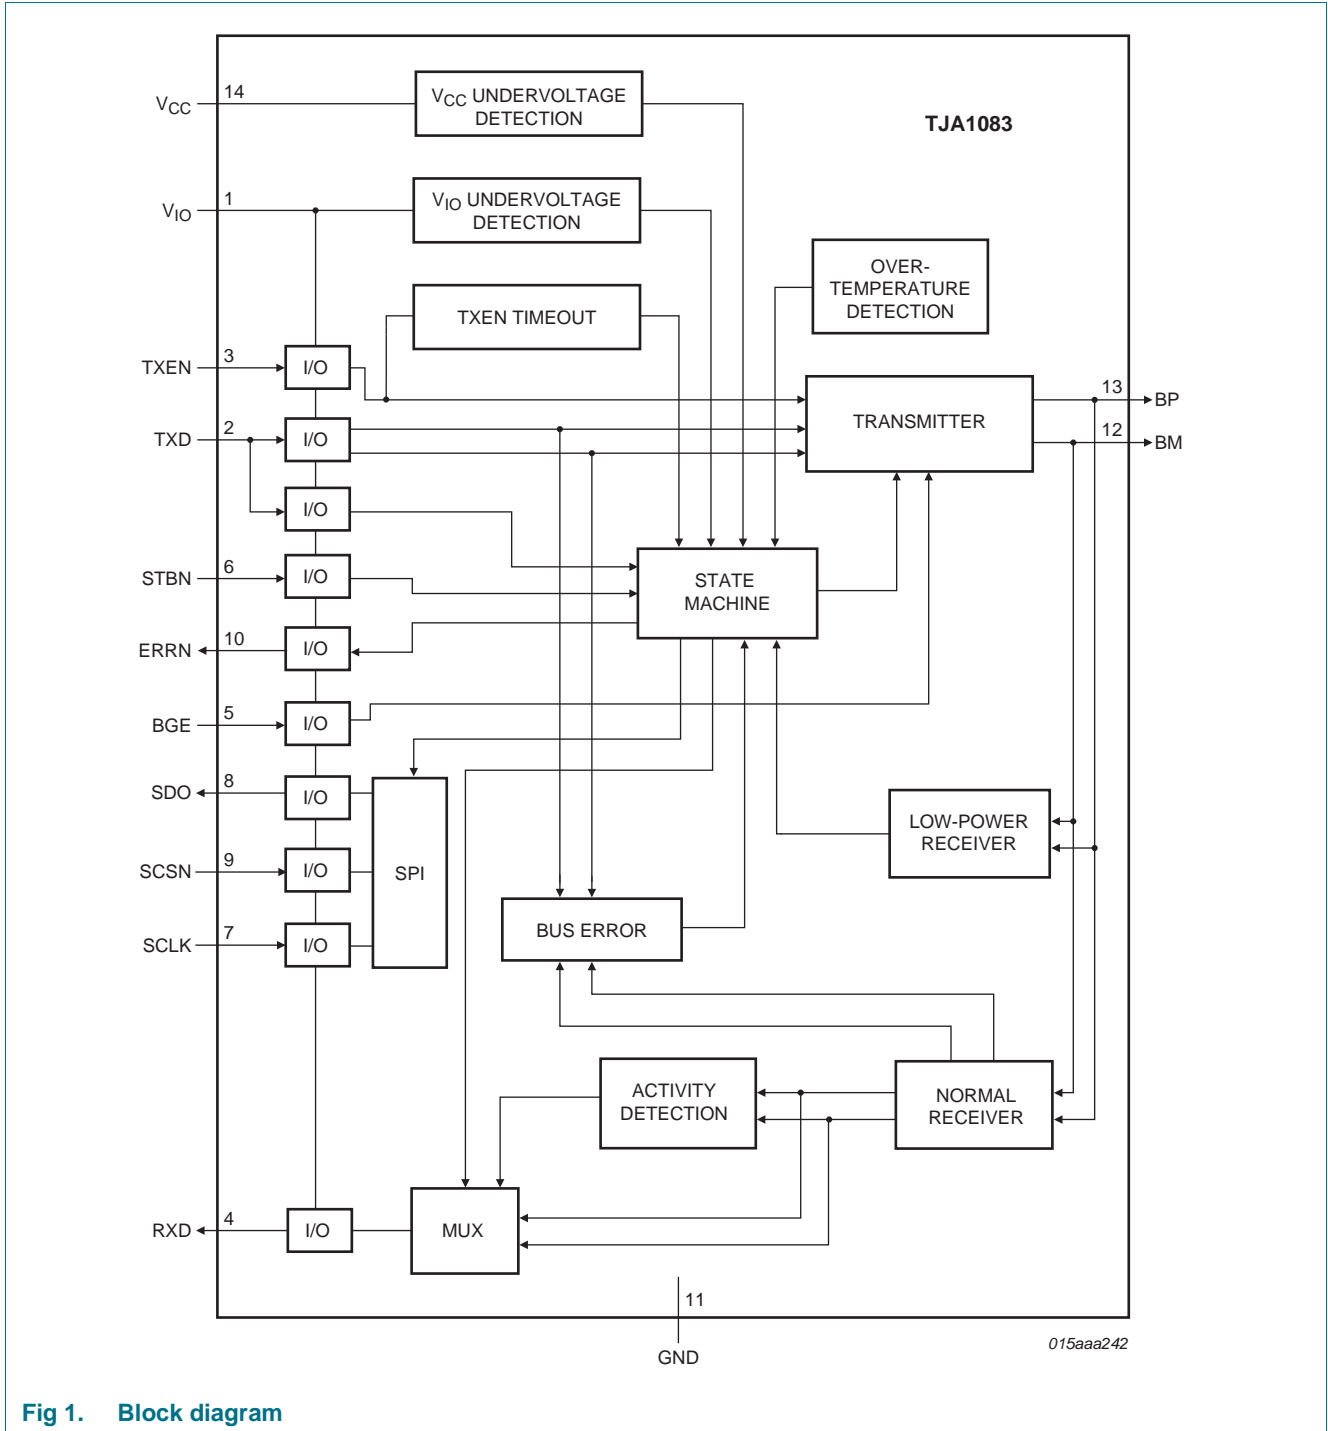 14
VCC
VCC UNDERVOLTAGE
DETECTION
TJA1083
1
VIO
VIO UNDERVOLTAGE
DETECTION
OVER-
TEMPERATURE
DETECTION
TXEN TIMEOUT
3
TXEN
I/O
13
BP
TRANSMITTER
2
TXD
I/O
12
BM
I/O
6
STBN
I/O
STATE
MACHINE
10
ERRN
I/O
5
BGE
I/O
8
SDO
I/O
LOW-POWER
RECEIVER
9
SCSN
I/O
SPI
7
SCLK
I/O
BUS ERROR
ACTIVITY
DETECTION
NORMAL
RECEIVER
4
RXD
I/O
MUX
11
GND
015aaa242
Fig 1. Block diagram